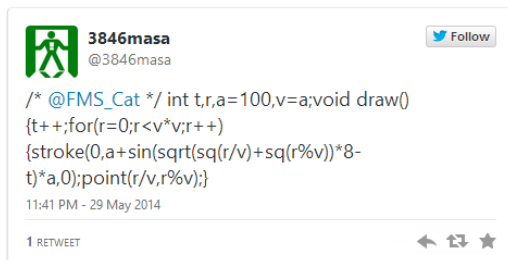 3846masa
Follow
@3846masa
/* @FMS_Cat */ int t,r,a=100,v=a;void draw()
{t++;for(r=0;r<v*v;r++)
{stroke(0,a+sin(sqrt(sq(r/v)+sq(r%v))*8-
t)*a,0);point(r/v,r%v);}
11:41 PM - 29 May 2014
1 RETWEET